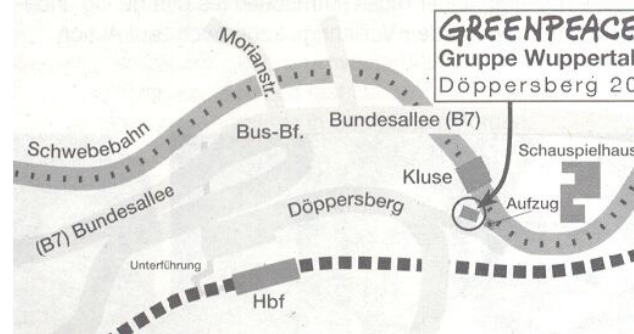 GREENPEACE
Gruppe Wuppertal
Döppersberg 20
Morianstr.
Schwebebahn
Bus-Bf.
Bundesallee (B7)
Schauspielhaus
Kluse
Aufzug
(B7) Bundesallee
Döppersberg
Unterführung
Hbf